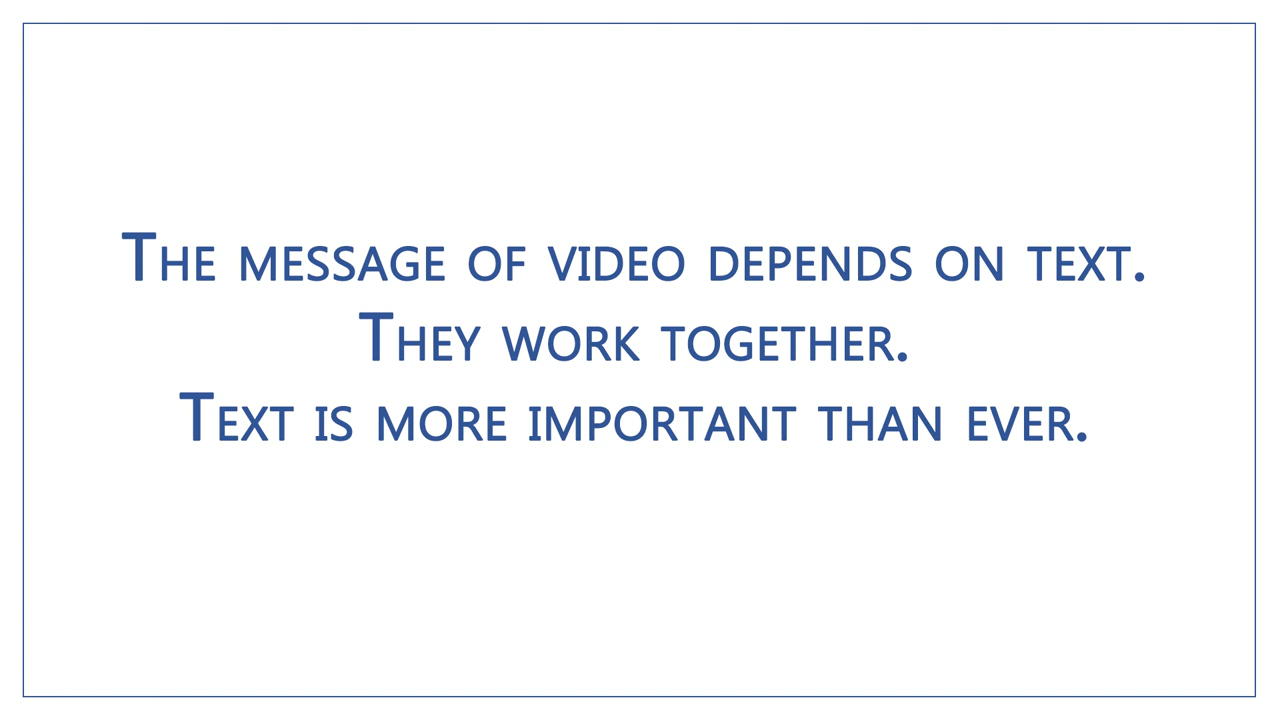 The message of video depends on text.
They work together.
Text is more important than ever.